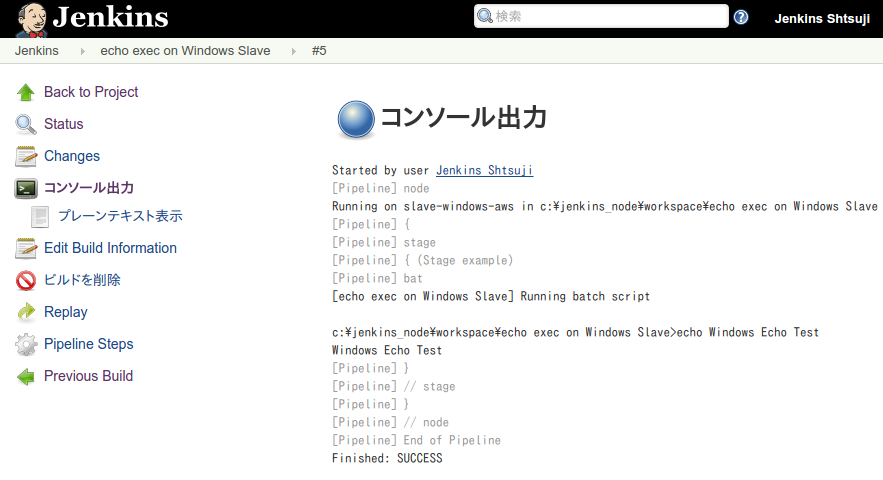 Jenkins
検索
Jenkins Shtsuji
Jenkins echo exec on Windows Slave #5
Back to Project
Status
Changes
コンソール出力
プレーンテキスト表示
Edit Build Information
ビルドを削除
Replay
Pipeline Steps
Previous Build
コンソール出力
Started by user Jenkins Shtsuji
[Pipeline] node
Running on slave-windows-aws in c:¥jenkins_node¥workspace¥echo exec on Windows Slave
[Pipeline] {
[Pipeline] stage
[Pipeline] { (Stage example)
[Pipeline] bat
[echo exec on Windows Slave] Running batch script
c:¥jenkins_node¥workspace¥echo exec on Windows Slave>echo Windows Echo Test
Windows Echo Test
[Pipeline] }
[Pipeline] // stage
[Pipeline] }
[Pipeline] // node
[Pipeline] End of Pipeline
Finished: SUCCESS